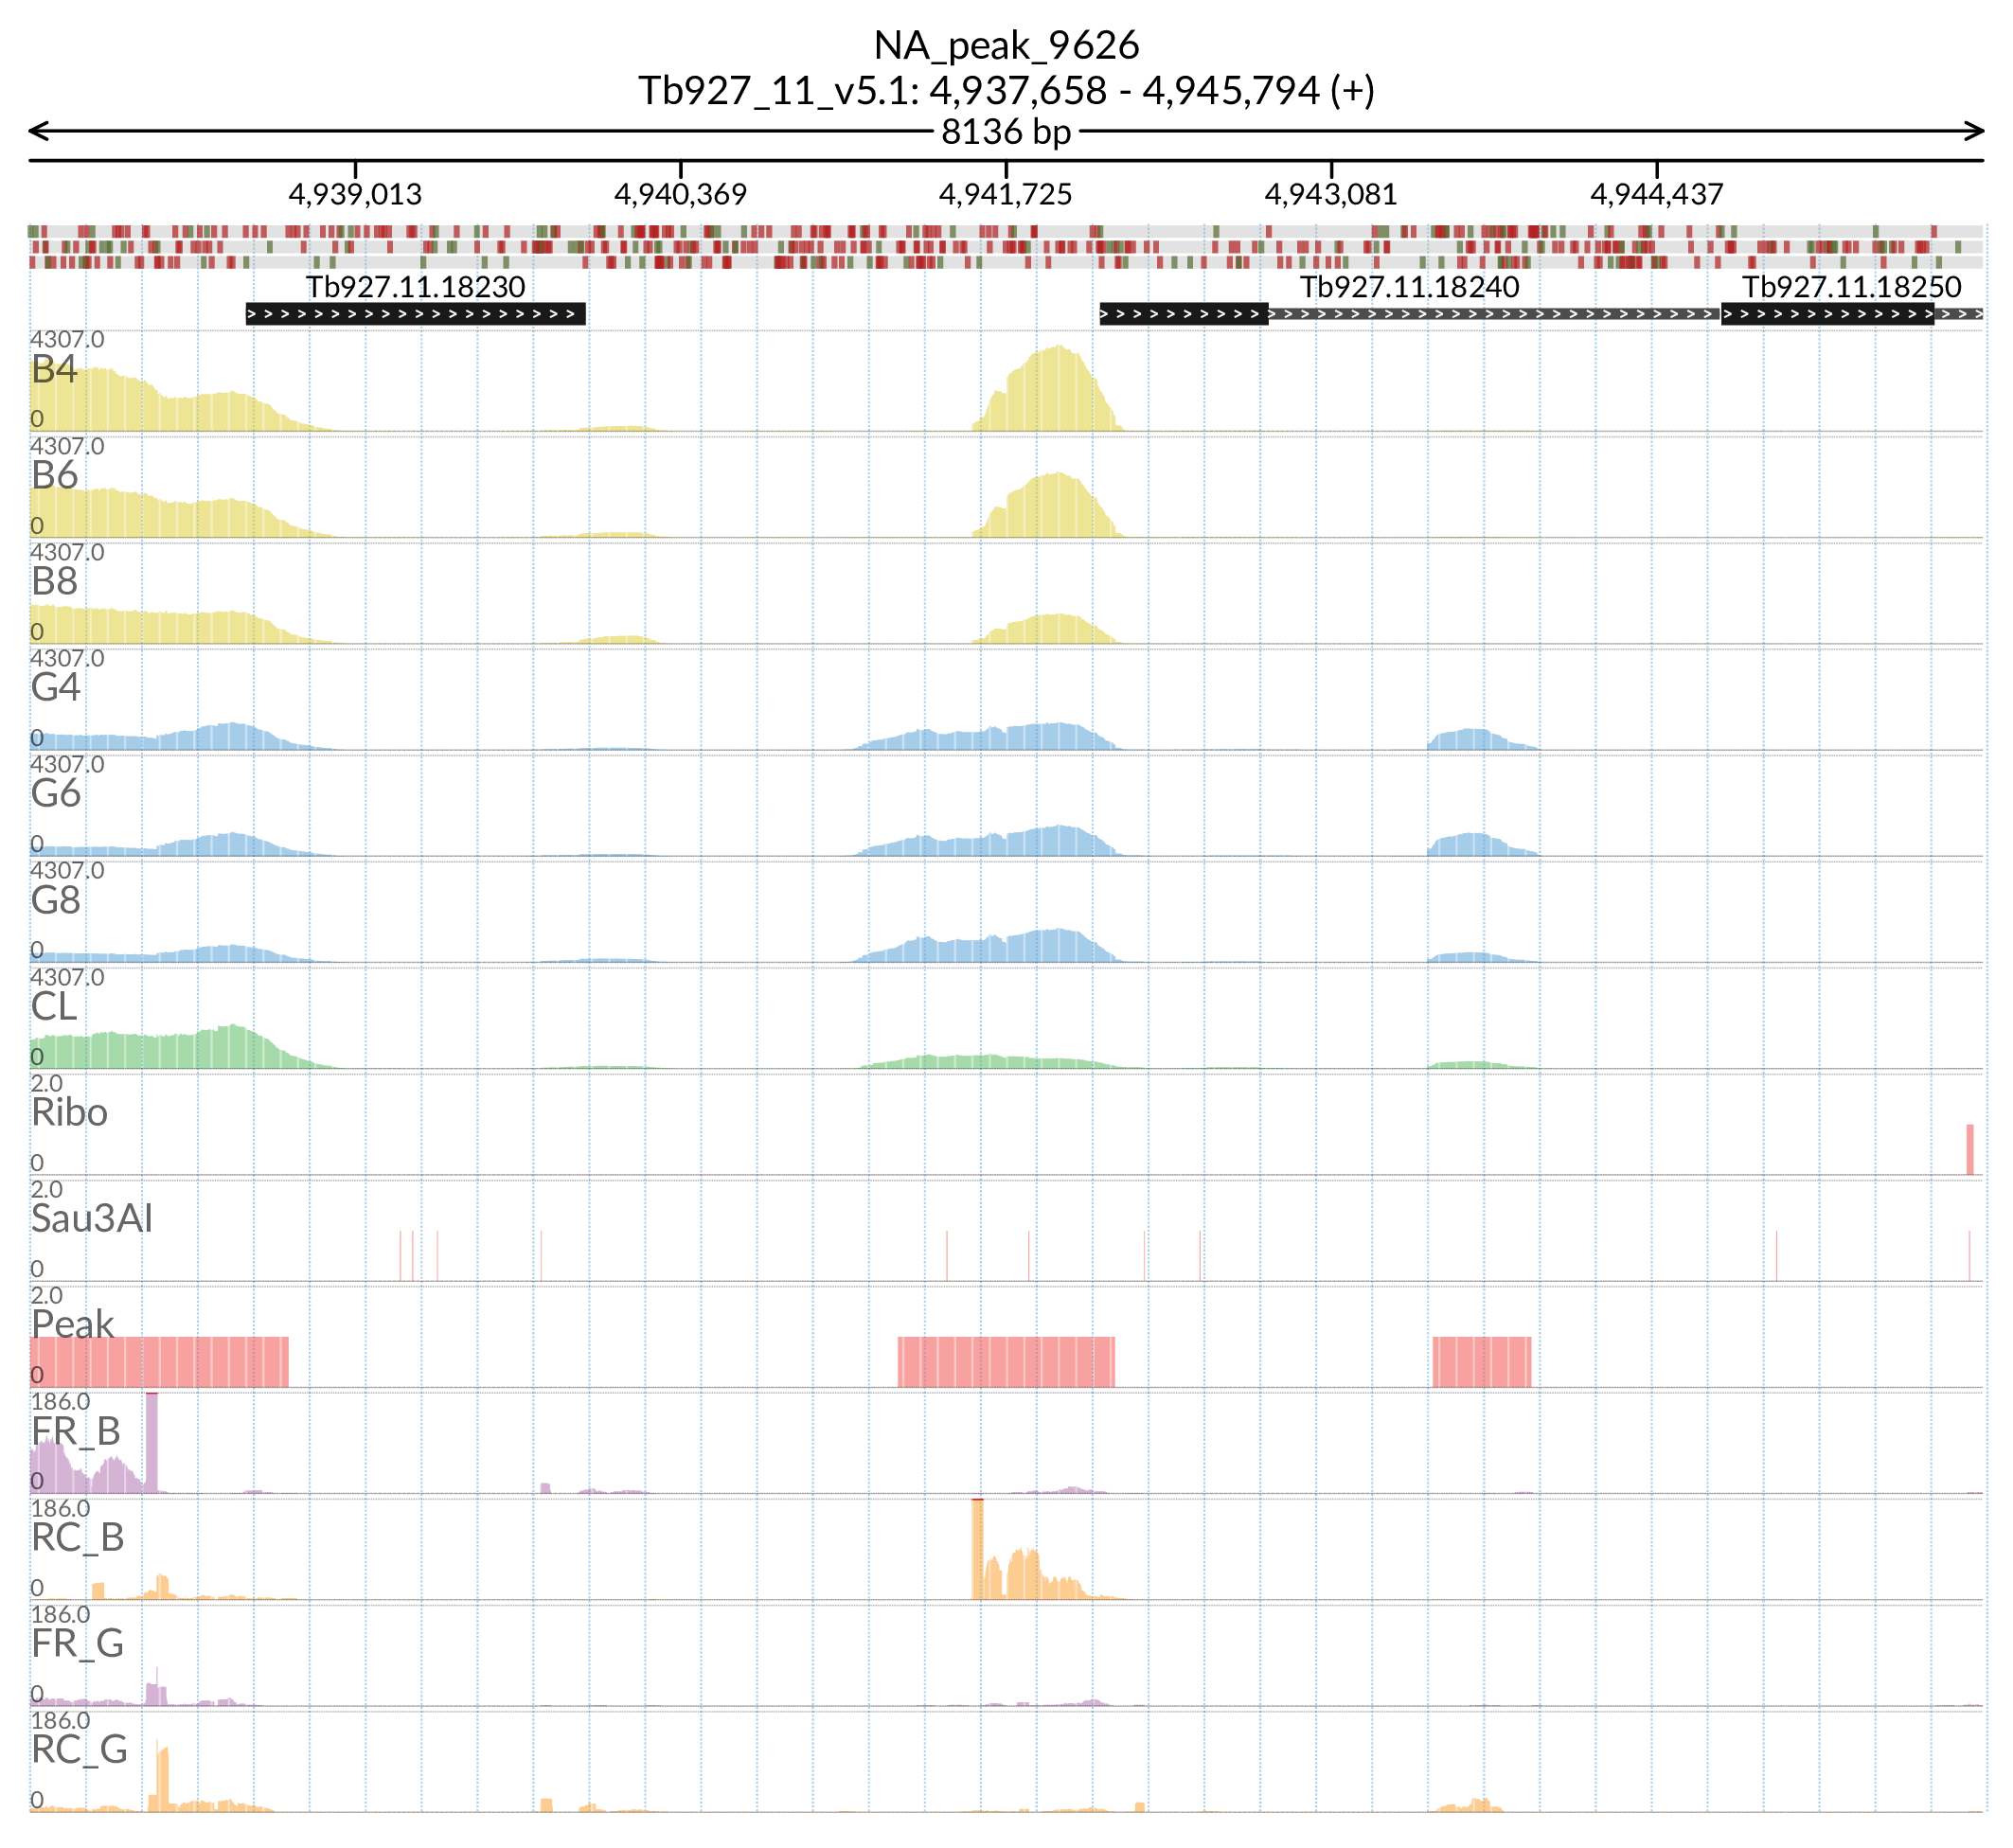 NA_peak_9626
Tb927_11_v5.1: 4,937,658 - 4,945,794 (+)
8136 bp
4,939,013 4,940,369 4,941,725 4,943,081 4,944,437
Tb927.11.18230 Tb927.11.18240 Tb927.11.18250
4307.0
B4
0
4307.0
B6
0
4307.0
B8
0
4307.0
G4
0
4307.0
G6
0
4307.0
G8
0
4307.0
CL
0
2.0
Ribo
0
2.0
Sau3AI
0
2.0
Peak
0
186.0
FR_B
0
186.0
RC_B
0
186.0
FR_G
0
186.0
RC_G
0